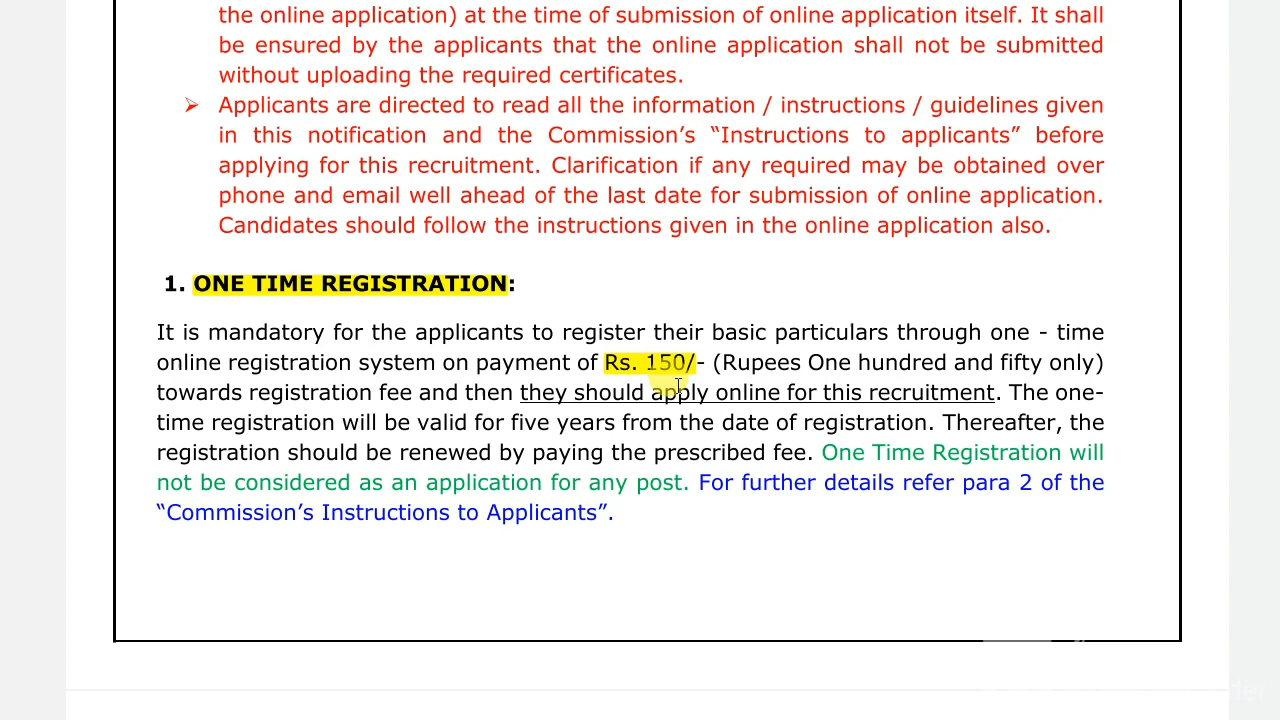 the online application) at the time of submission of online application itself. It shall
be ensured by the applicants that the online application shall not be submitted
without uploading the required certificates.
➢ Applicants are directed to read all the information / instructions / guidelines given
in this notification and the Commission’s “Instructions to applicants” before
applying for this recruitment. Clarification if any required may be obtained over
phone and email well ahead of the last date for submission of online application.
Candidates should follow the instructions given in the online application also.
1. ONE TIME REGISTRATION:
It is mandatory for the applicants to register their basic particulars through one - time
online registration system on payment of Rs. 150/- (Rupees One hundred and fifty only)
towards registration fee and then they should apply online for this recruitment. The one-
time registration will be valid for five years from the date of registration. Thereafter, the
registration should be renewed by paying the prescribed fee. One Time Registration will
not be considered as an application for any post. For further details refer para 2 of the
“Commission’s Instructions to Applicants”.